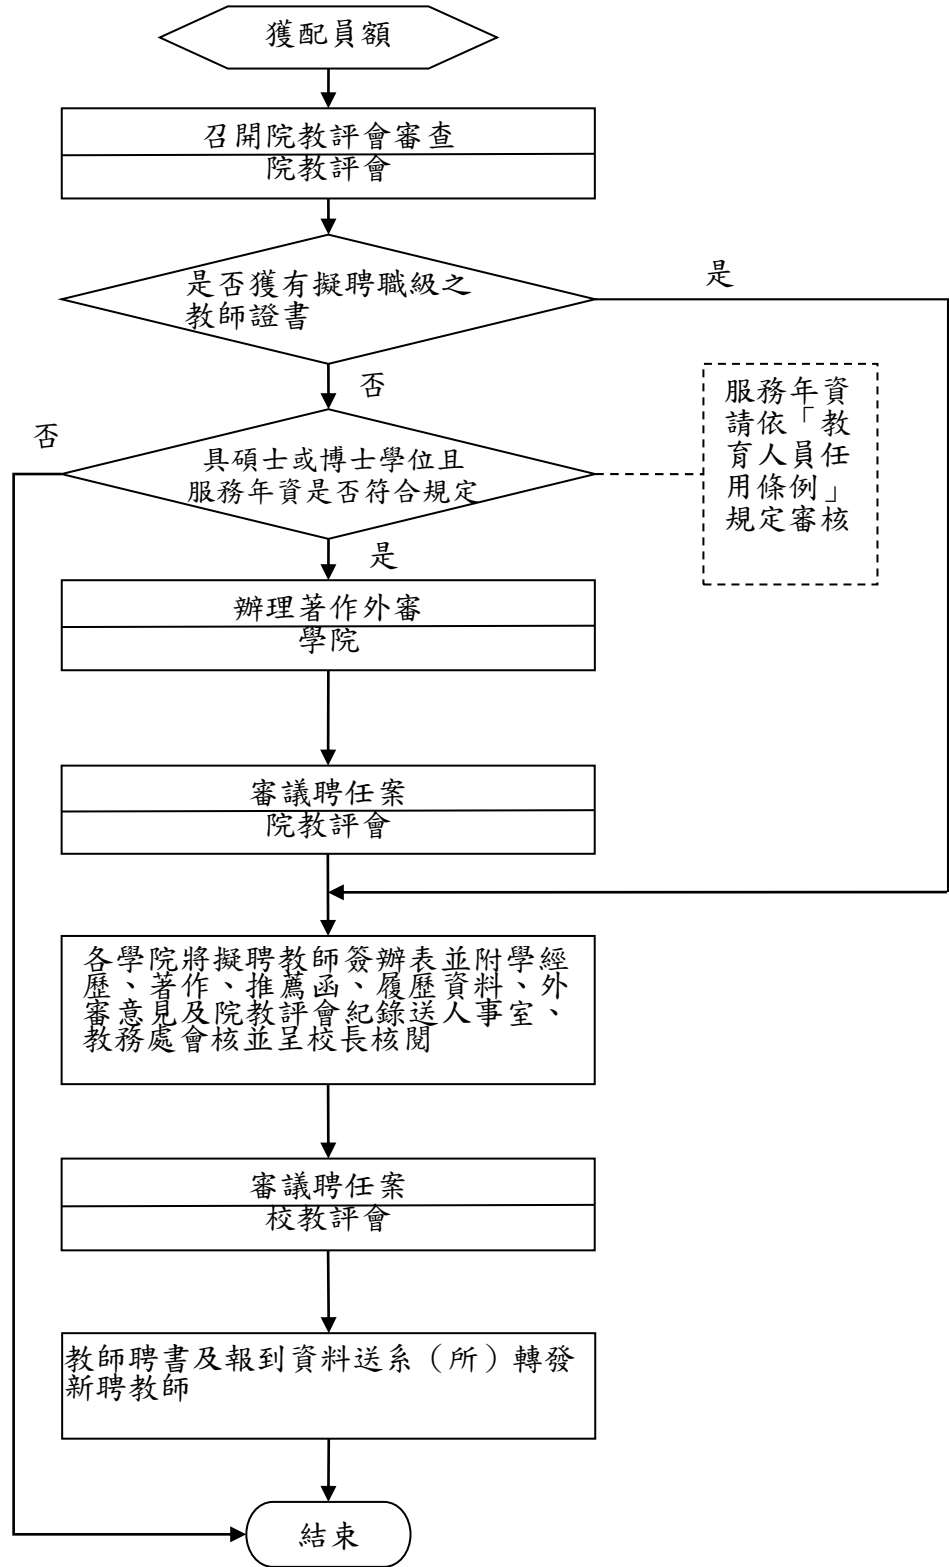 獲配員額
召開院教評會審查
院教評會
是否獲有擬聘職級之
教師證書
是
否
服務年資
請依「教
育人員任
用條例」
規定審核
否
具碩士或博士學位且
服務年資是否符合規定
是
辦理著作外審
學院
審議聘任案
院教評會
各學院將擬聘教師簽辦表並附學經
歷、著作、推薦函、履歷資料、外
審意見及院教評會紀錄送人事室、
教務處會核並呈校長核閱
審議聘任案
校教評會
教師聘書及報到資料送系（所）轉發
新聘教師
結束